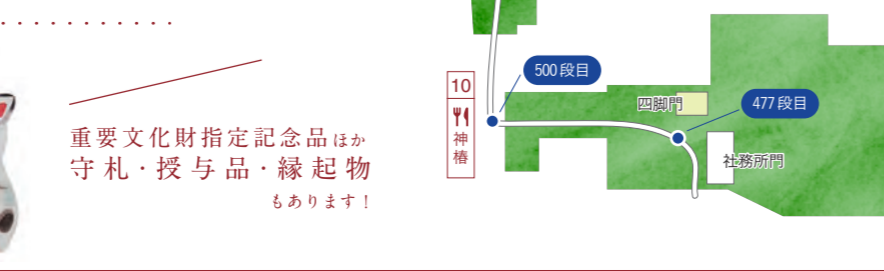 重要文化財指定記念品ほか
守札・授与品・縁起物
もあります！
10
神椿
500段目
四脚門
477段目
社務所門